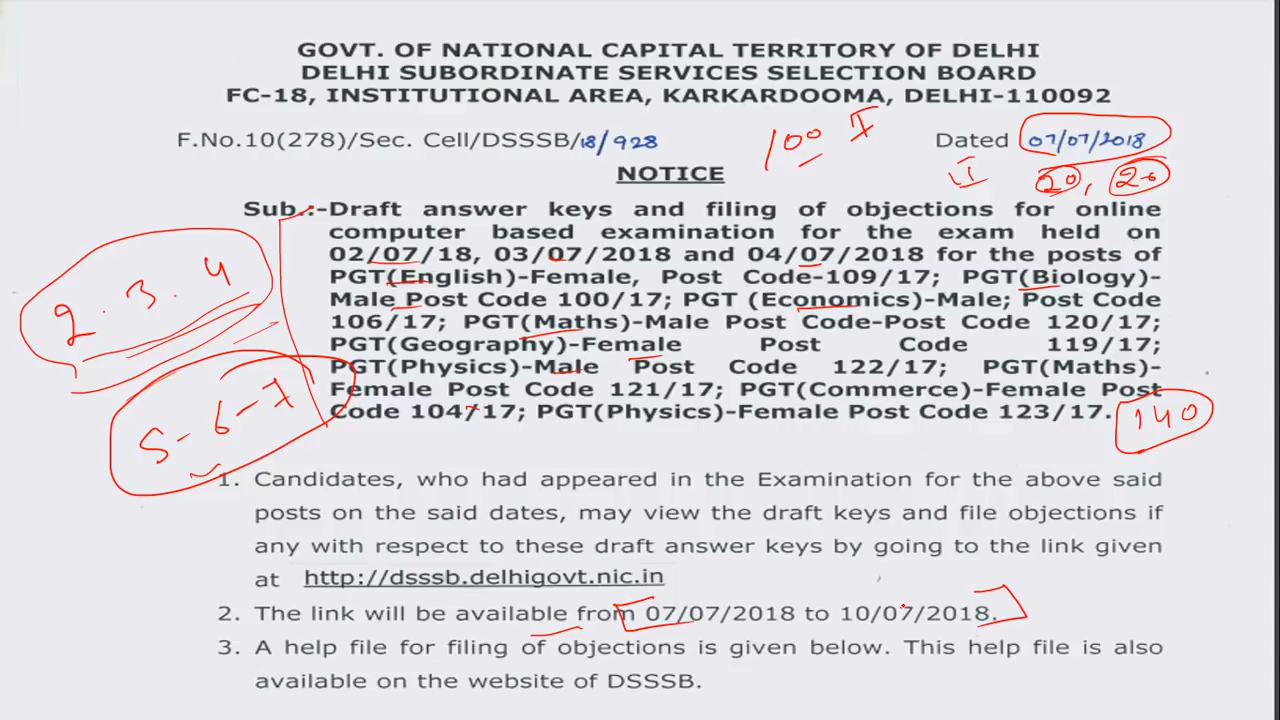 GOVT. OF NATIONAL CAPITAL TERRITORY OF DELHI
DELHI SUBORDINATE SERVICES SELECTION BOARD
FC-18, INSTITUTIONAL AREA, KARKARDOOMA, DELHI-110092
F.No.10(278)/Sec. Cell/DSSSB/18/928
100 I
Dated 07/07/2018
II 20, 20
NOTICE
Sub.:-Draft answer keys and filing of objections for online
computer based examination for the exam held on
02/07/18, 03/07/2018 and 04/07/2018 for the posts of
PGT(English)-Female, Post Code-109/17; PGT(Biology)-
Male Post Code 100/17; PGT (Economics)-Male; Post Code
106/17; PGT(Maths)-Male Post Code-Post Code 120/17;
PGT(Geography)-Female Post Code 119/17;
PGT(Physics)-Male Post Code 122/17; PGT(Maths)-
Female Post Code 121/17; PGT(Commerce)-Female Post
Code 104/17; PGT(Physics)-Female Post Code 123/17.
2.3.4
5-6-7
140
1. Candidates, who had appeared in the Examination for the above said
posts on the said dates, may view the draft keys and file objections if
any with respect to these draft answer keys by going to the link given
at http://dsssb.delhigovt.nic.in
2. The link will be available from 07/07/2018 to 10/07/2018.
3. A help file for filing of objections is given below. This help file is also
available on the website of DSSSB.